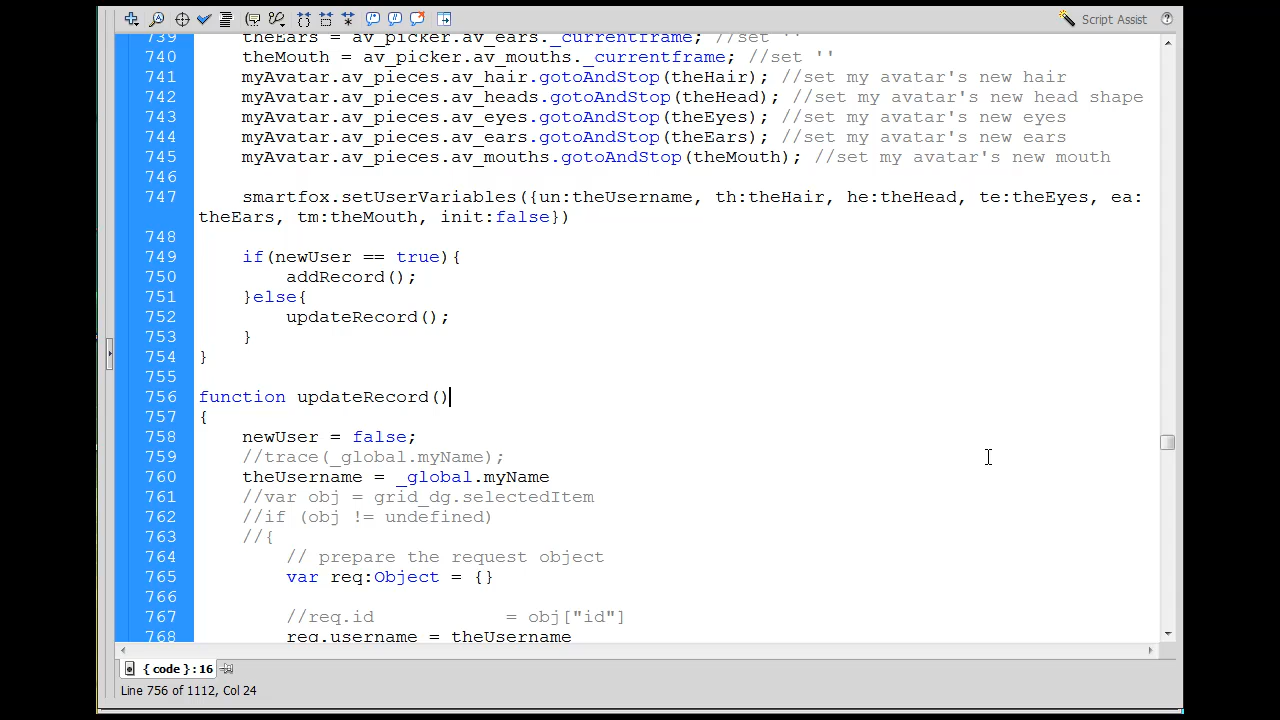 Script Assist
739 theEars = av_picker.av_ears._currentframe; //set ''
740 theMouth = av_picker.av_mouths._currentframe; //set ''
741 myAvatar.av_pieces.av_hair.gotoAndStop(theHair); //set my avatar's new hair
742 myAvatar.av_pieces.av_heads.gotoAndStop(theHead); //set my avatar's new head shape
743 myAvatar.av_pieces.av_eyes.gotoAndStop(theEyes); //set my avatar's new eyes
744 myAvatar.av_pieces.av_ears.gotoAndStop(theEars); //set my avatar's new ears
745 myAvatar.av_pieces.av_mouths.gotoAndStop(theMouth); //set my avatar's new mouth
746
747 smartfox.setUserVariables({un:theUsername, th:theHair, he:theHead, te:theEyes, ea:
theEars, tm:theMouth, init:false})
748
749 if(newUser == true){
750 addRecord();
751 }else{
752 updateRecord();
753 }
754 }
755
756 function updateRecord()
757 {
758 newUser = false;
759 //trace(_global.myName);
760 theUsername = _global.myName
761 //var obj = grid_dg.selectedItem
762 //if (obj != undefined)
763 //{
764 // prepare the request object
765 var req:Object = {}
766
767 //req.id = obj["id"]
768 req.username = theUsername
{ code } : 16
Line 756 of 1112, Col 24